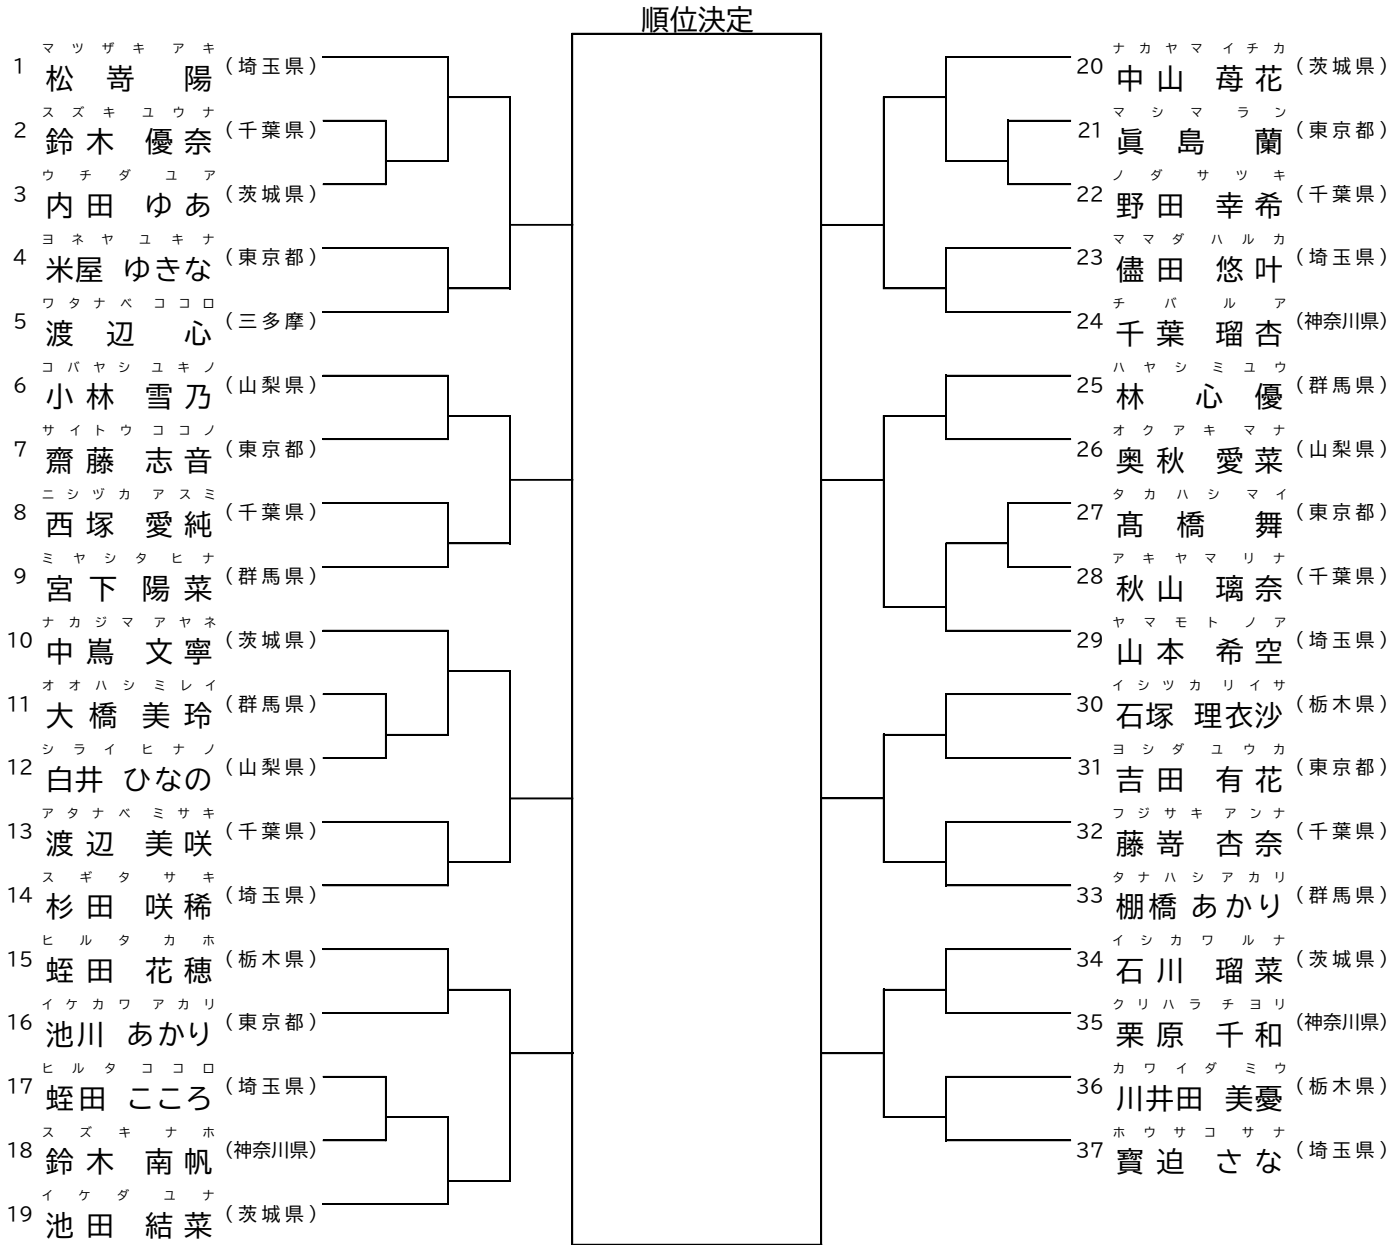 順位決定
マツザキ アキ
1 松嵜 陽 (埼玉県)
スズキ ユウナ
2 鈴木 優奈 (千葉県)
ウチダ ユア
3 内田 ゆあ (茨城県)
ヨネヤ ユキナ
4 米屋 ゆきな (東京都)
ワタナベ ココロ
5 渡辺 心 (三多摩)
コバヤシ ユキノ
6 小林 雪乃 (山梨県)
サイトウ ココノ
7 齋藤 志音 (東京都)
ニシヅカ アスミ
8 西塚 愛純 (千葉県)
ミヤシタ ヒナ
9 宮下 陽菜 (群馬県)
ナカジマ アヤネ
10 中嶌 文寧 (茨城県)
オオハシ ミレイ
11 大橋 美玲 (群馬県)
シライ ヒナノ
12 白井 ひなの (山梨県)
アタナベ ミサキ
13 渡辺 美咲 (千葉県)
スギタ サキ
14 杉田 咲稀 (埼玉県)
ヒルタ カホ
15 蛭田 花穂 (栃木県)
イケカワ アカリ
16 池川 あかり (東京都)
ヒルタ ココロ
17 蛭田 こころ (埼玉県)
スズキ ナホ
18 鈴木 南帆 (神奈川県)
イケダ ユナ
19 池田 結菜 (茨城県)
ナカヤマ イチカ
20 中山 苺花 (茨城県)
マシマ ラン
21 眞島 蘭 (東京都)
ノダ サツキ
22 野田 幸希 (千葉県)
ママダ ハルカ
23 儘田 悠叶 (埼玉県)
チバ ルア
24 千葉 瑠杏 (神奈川県)
ハヤシ ミユウ
25 林 心優 (群馬県)
オクアキ マナ
26 奥秋 愛菜 (山梨県)
タカハシ マイ
27 髙橋 舞 (東京都)
アキヤマ リナ
28 秋山 璃奈 (千葉県)
ヤマモト ノア
29 山本 希空 (埼玉県)
イシツカ リイサ
30 石塚 理衣沙 (栃木県)
ヨシダ ユウカ
31 吉田 有花 (東京都)
フジサキ アンナ
32 藤嵜 杏奈 (千葉県)
タナハシ アカリ
33 棚橋 あかり (群馬県)
イシカワ ルナ
34 石川 瑠菜 (茨城県)
クリハラ チヨリ
35 栗原 千和 (神奈川県)
カワイダ ミウ
36 川井田 美憂 (栃木県)
ホウサコ サナ
37 寳迫 さな (埼玉県)